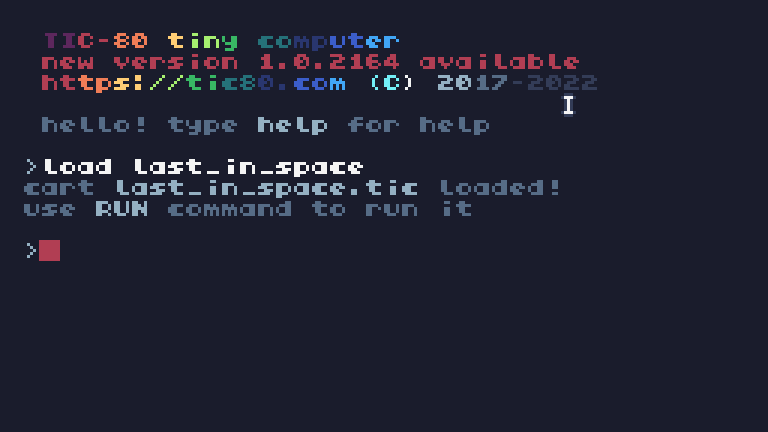 TIC-80 tiny computer
new version 1.0.2164 available
https://tic80.com (C) 2017-2022
hello! type help for help
>load last_in_space
cart last_in_space.tic loaded!
use RUN command to run it
>